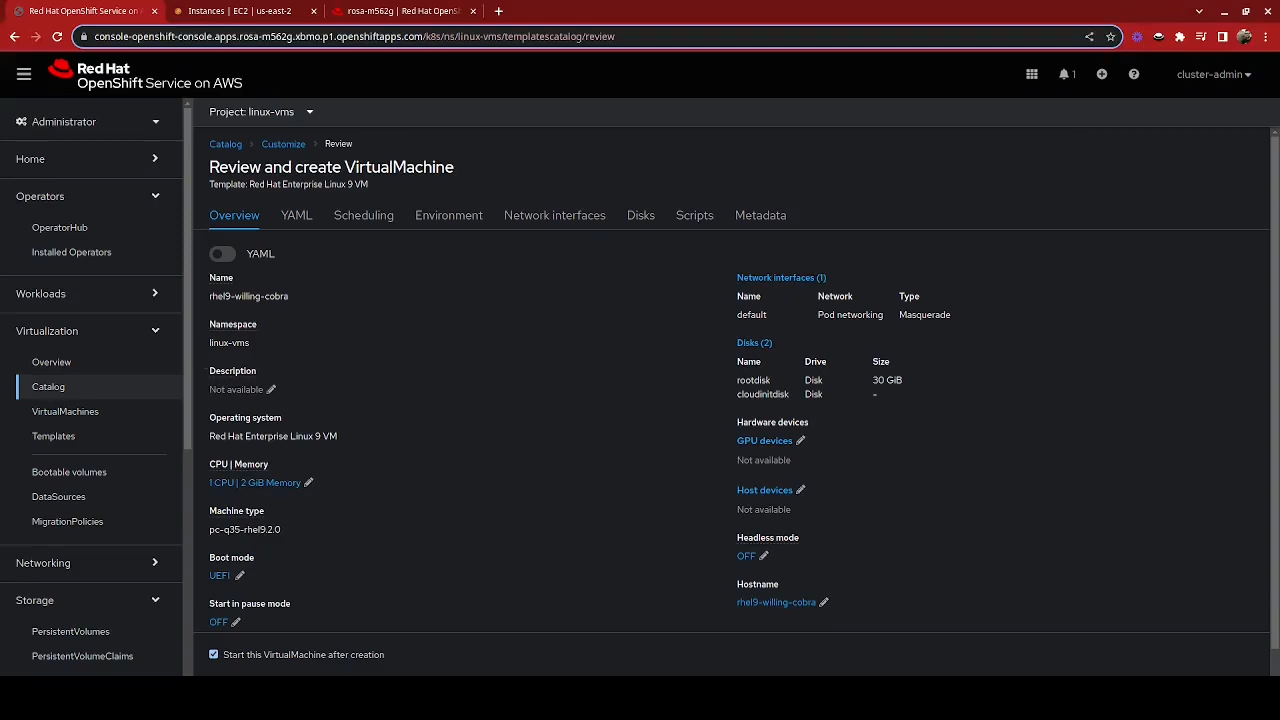 Red Hat OpenShift Service on A
Instances | EC2 | us-east-2
rosa-m562g | Red Hat OpenSh
console-openshift-console.apps.rosa-m562g.xbmo.p1.openshiftapps.com/k8s/ns/linux-vms/templatescatalog/review
Red Hat
OpenShift Service on AWS
1
cluster-admin
Administrator
Home
Operators
OperatorHub
Installed Operators
Workloads
Virtualization
Overview
Catalog
VirtualMachines
Templates
Bootable volumes
DataSources
MigrationPolicies
Networking
Storage
PersistentVolumes
PersistentVolumeClaims
Project: linux-vms
Catalog > Customize > Review
Review and create VirtualMachine
Template: Red Hat Enterprise Linux 9 VM
Overview YAML Scheduling Environment Network interfaces Disks Scripts Metadata
YAML
Name
rhel9-willing-cobra
Namespace
linux-vms
Description
Not available
Operating system
Red Hat Enterprise Linux 9 VM
CPU | Memory
1 CPU | 2 GiB Memory
Machine type
pc-q35-rhel9.2.0
Boot mode
UEFI
Start in pause mode
OFF
Network interfaces (1)
Name Network Type
default Pod networking Masquerade
Disks (2)
Name Drive Size
rootdisk Disk 30 GiB
cloudinitdisk Disk -
Hardware devices
GPU devices
Not available
Host devices
Not available
Headless mode
OFF
Hostname
rhel9-willing-cobra
Start this VirtualMachine after creation